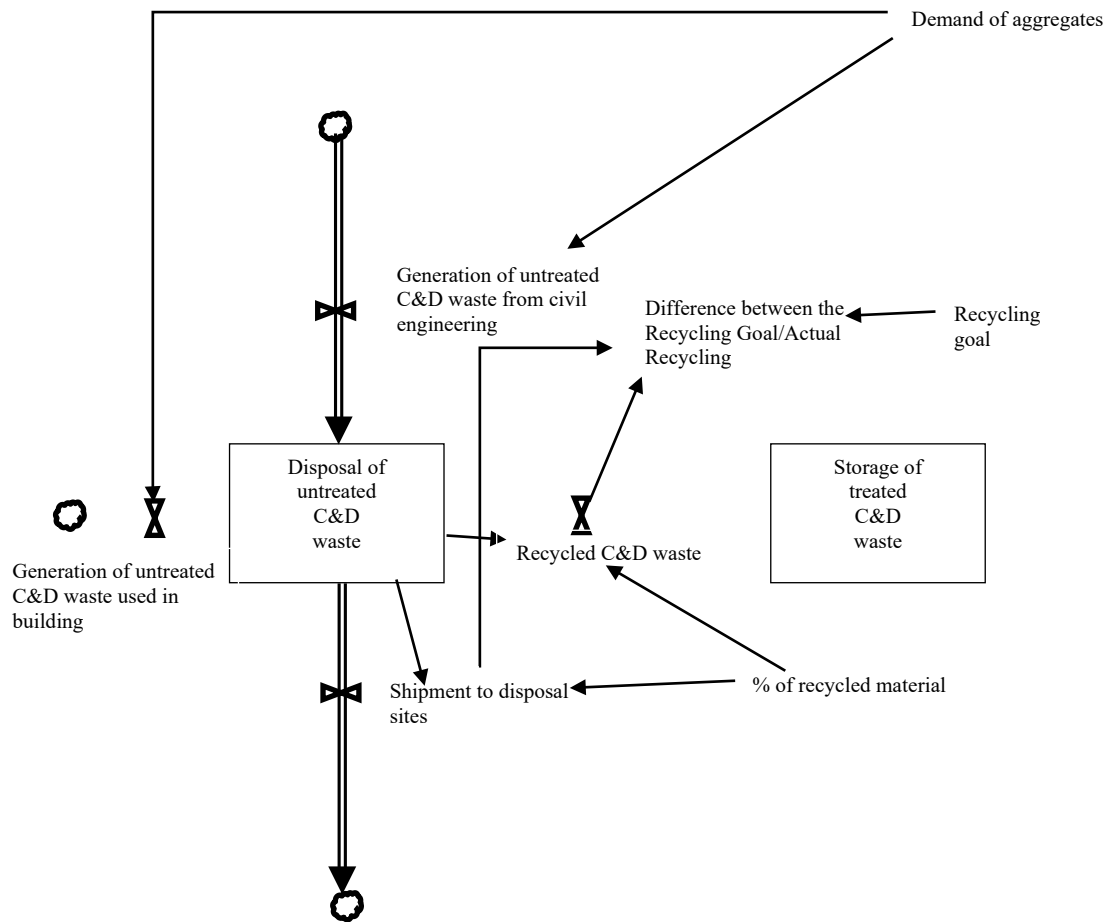 Demand of aggregates
Generation of untreated
C&D waste from civil
engineering
Difference between the
Recycling Goal/Actual
Recycling
Recycling
goal
Disposal of
untreated
C&D
waste
Storage of
treated
C&D
waste
Recycled C&D waste
Generation of untreated
C&D waste used in
building
Shipment to disposal
sites
% of recycled material